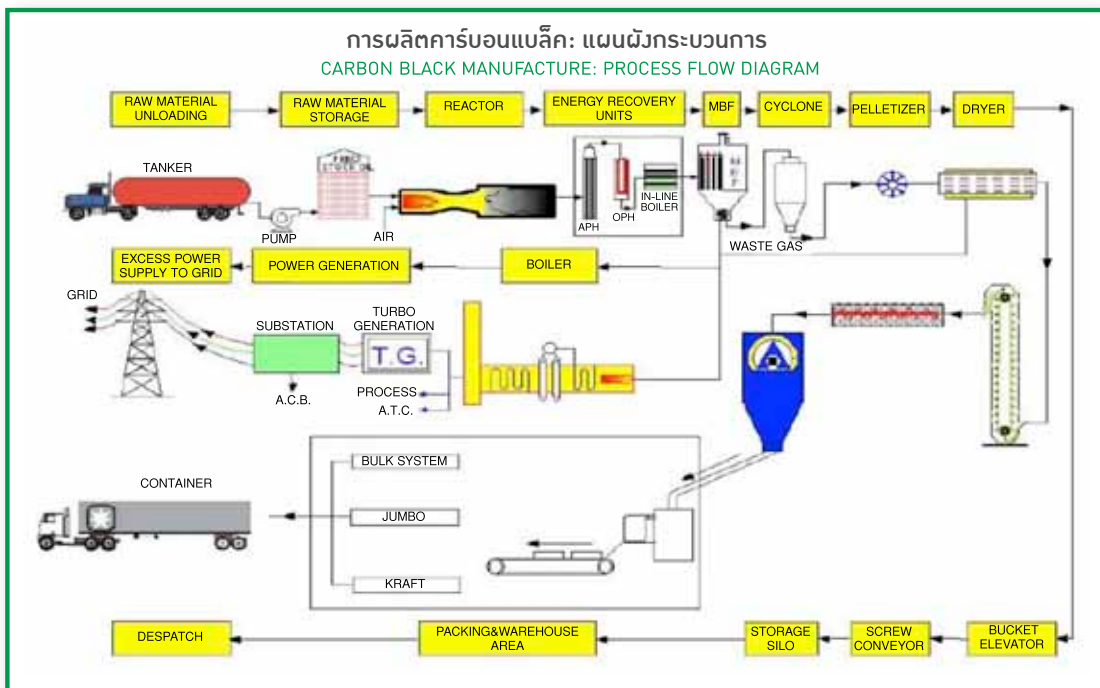 การผลิตคาร์บอนแบล็ค: แผนผังกระบวนการ
CARBON BLACK MANUFACTURE: PROCESS FLOW DIAGRAM
RAW MATERIAL
UNLOADING
RAW MATERIAL
STORAGE
REACTOR
ENERGY RECOVERY
UNITS
MBF
CYCLONE
PELLETIZER
DRYER
TANKER
PUMP
STOCK OIL
AIR
APH
OPH
IN-LINE
BOILER
WASTE GAS
EXCESS POWER
SUPPLY TO GRID
POWER GENERATION
BOILER
GRID
SUBSTATION
TURBO
GENERATION
T.G.
A.C.B.
PROCESS
A.T.C.
CONTAINER
BULK SYSTEM
JUMBO
KRAFT
DESPATCH
PACKING&WAREHOUSE
AREA
STORAGE
SILO
SCREW
CONVEYOR
BUCKET
ELEVATOR